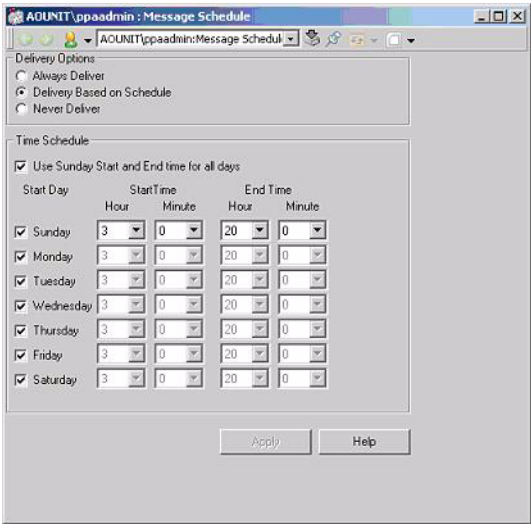 AOUNIT\ppaadmin : Message Schedule
AOUNIT\ppaadmin:Message Schedul
Delivery Options
Always Deliver
Delivery Based on Schedule
Never Deliver
Time Schedule
Use Sunday Start and End time for all days
Start Day StartTime End Time
Hour Minute Hour Minute
Sunday 3 0 20 0
Monday 3 0 20 0
Tuesday 3 0 20 0
Wednesday 3 0 20 0
Thursday 3 0 20 0
Friday 3 0 20 0
Saturday 3 0 20 0
Apply Help